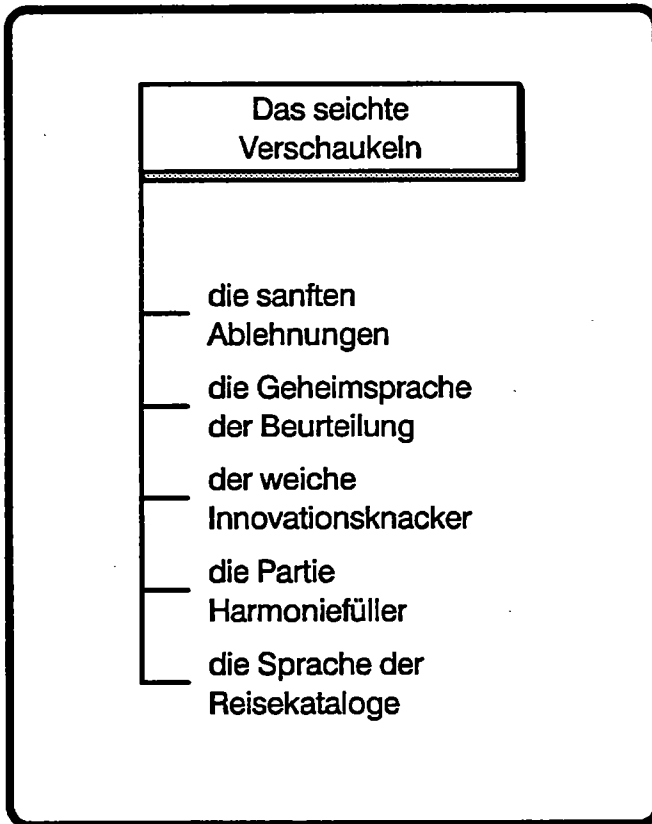 Das seichte
Verschaukeln
die sanften
Ablehnungen
die Geheimsprache
der Beurteilung
der weiche
Innovationsknacker
die Partie
Harmoniefüller
die Sprache der
Reisekataloge